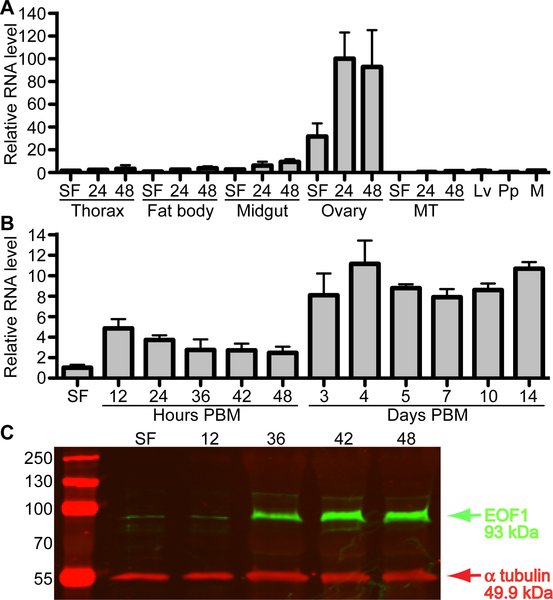 A
Relative RNA level
140
120
100
80
60
40
20
0
SF 24 48 SF 24 48 SF 24 48 SF 24 48 SF 24 48 Lv Pp M
Thorax Fat body Midgut Ovary MT
B
Relative RNA level
14
12
10
8
6
4
2
0
SF 12 24 36 42 48 3 4 5 7 10 14
Hours PBM Days PBM
C
SF 12 36 42 48
250
130
100
70
55
EOF1
93 kDa
α tubulin
49.9 kDa